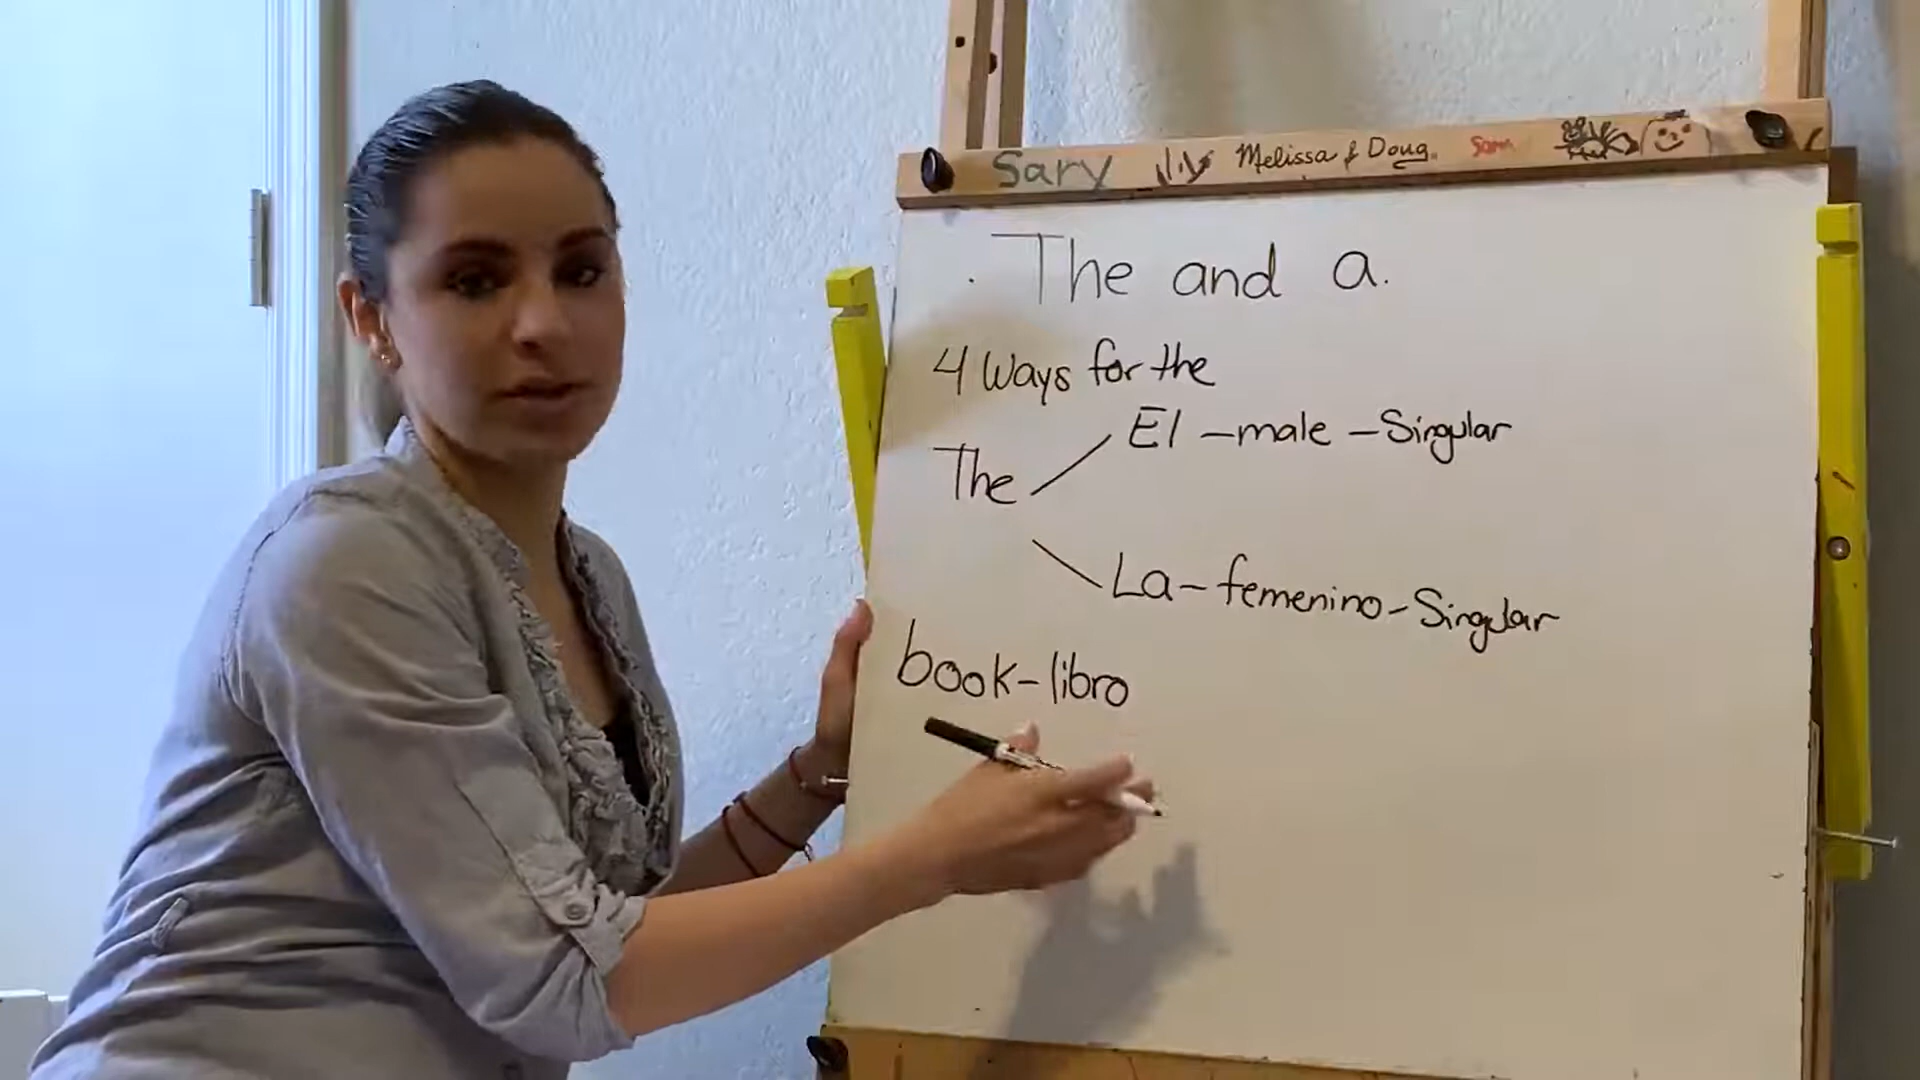 Sary Melissa & Doug. Sam
The and a.
4 Ways for the
El - male - Singular
The
La - femenino - Singular
book - libro